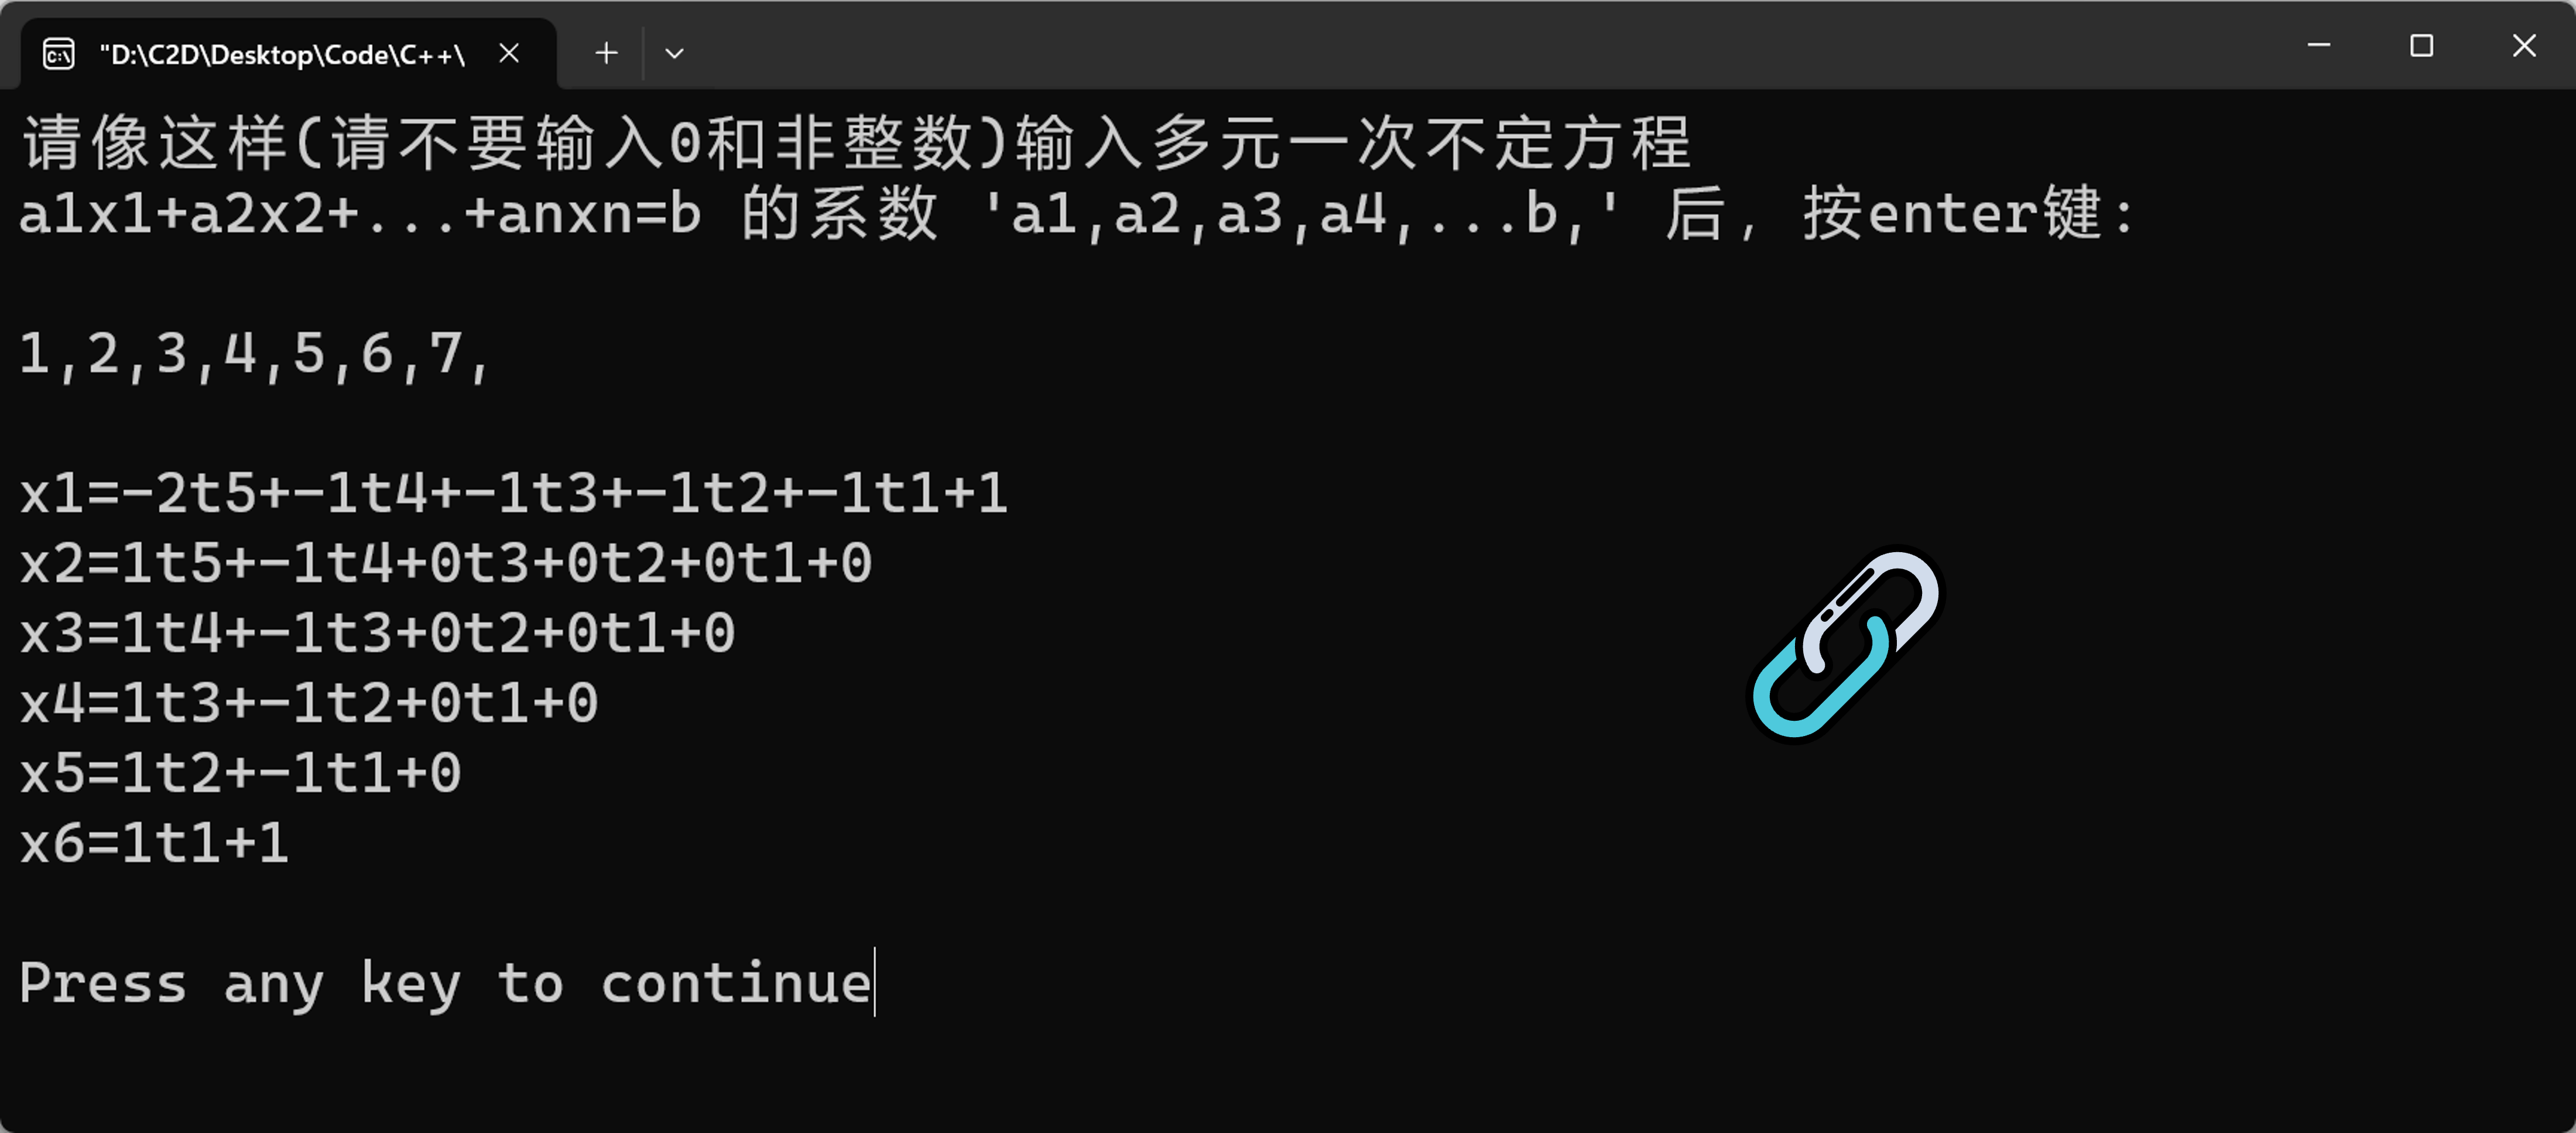 "D:\C2D\Desktop\Code\C++\
请像这样(请不要输入0和非整数)输入多元一次不定方程
a1x1+a2x2+...+anxn=b 的系数 'a1,a2,a3,a4,...b,' 后, 按enter键:
1,2,3,4,5,6,7,
x1=-2t5+-1t4+-1t3+-1t2+-1t1+1
x2=1t5+-1t4+0t3+0t2+0t1+0
x3=1t4+-1t3+0t2+0t1+0
x4=1t3+-1t2+0t1+0
x5=1t2+-1t1+0
x6=1t1+1
Press any key to continue